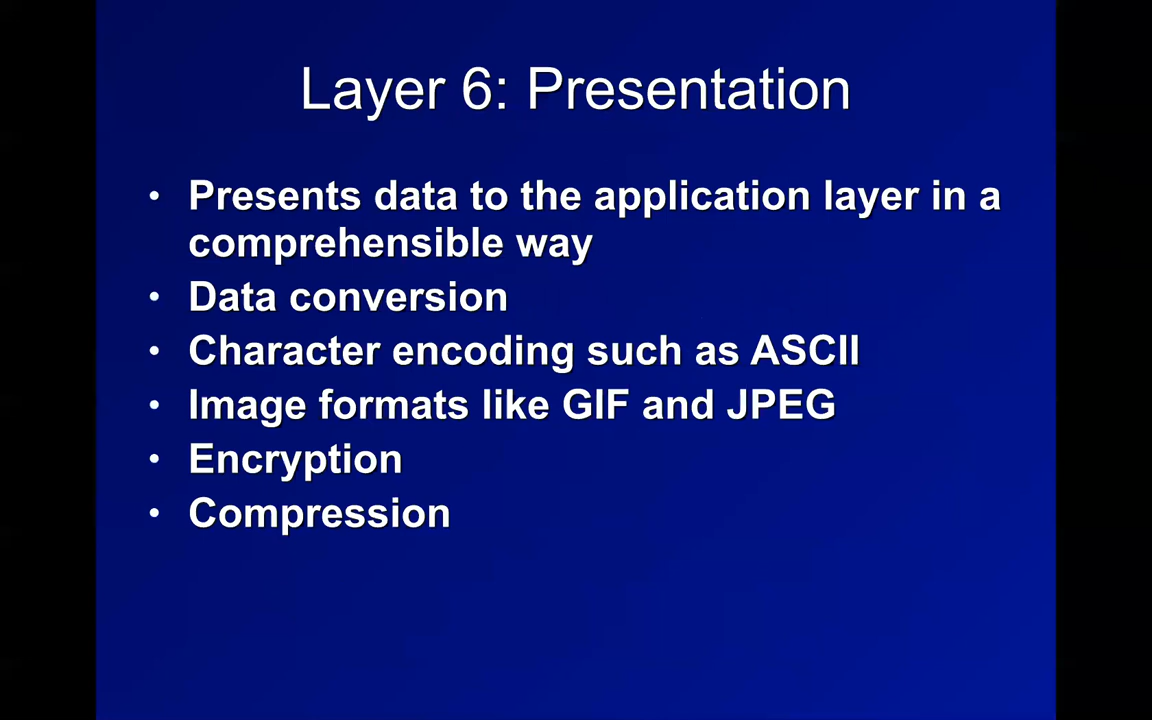 Layer 6: Presentation
• Presents data to the application layer in a
comprehensible way
• Data conversion
• Character encoding such as ASCII
• Image formats like GIF and JPEG
• Encryption
• Compression